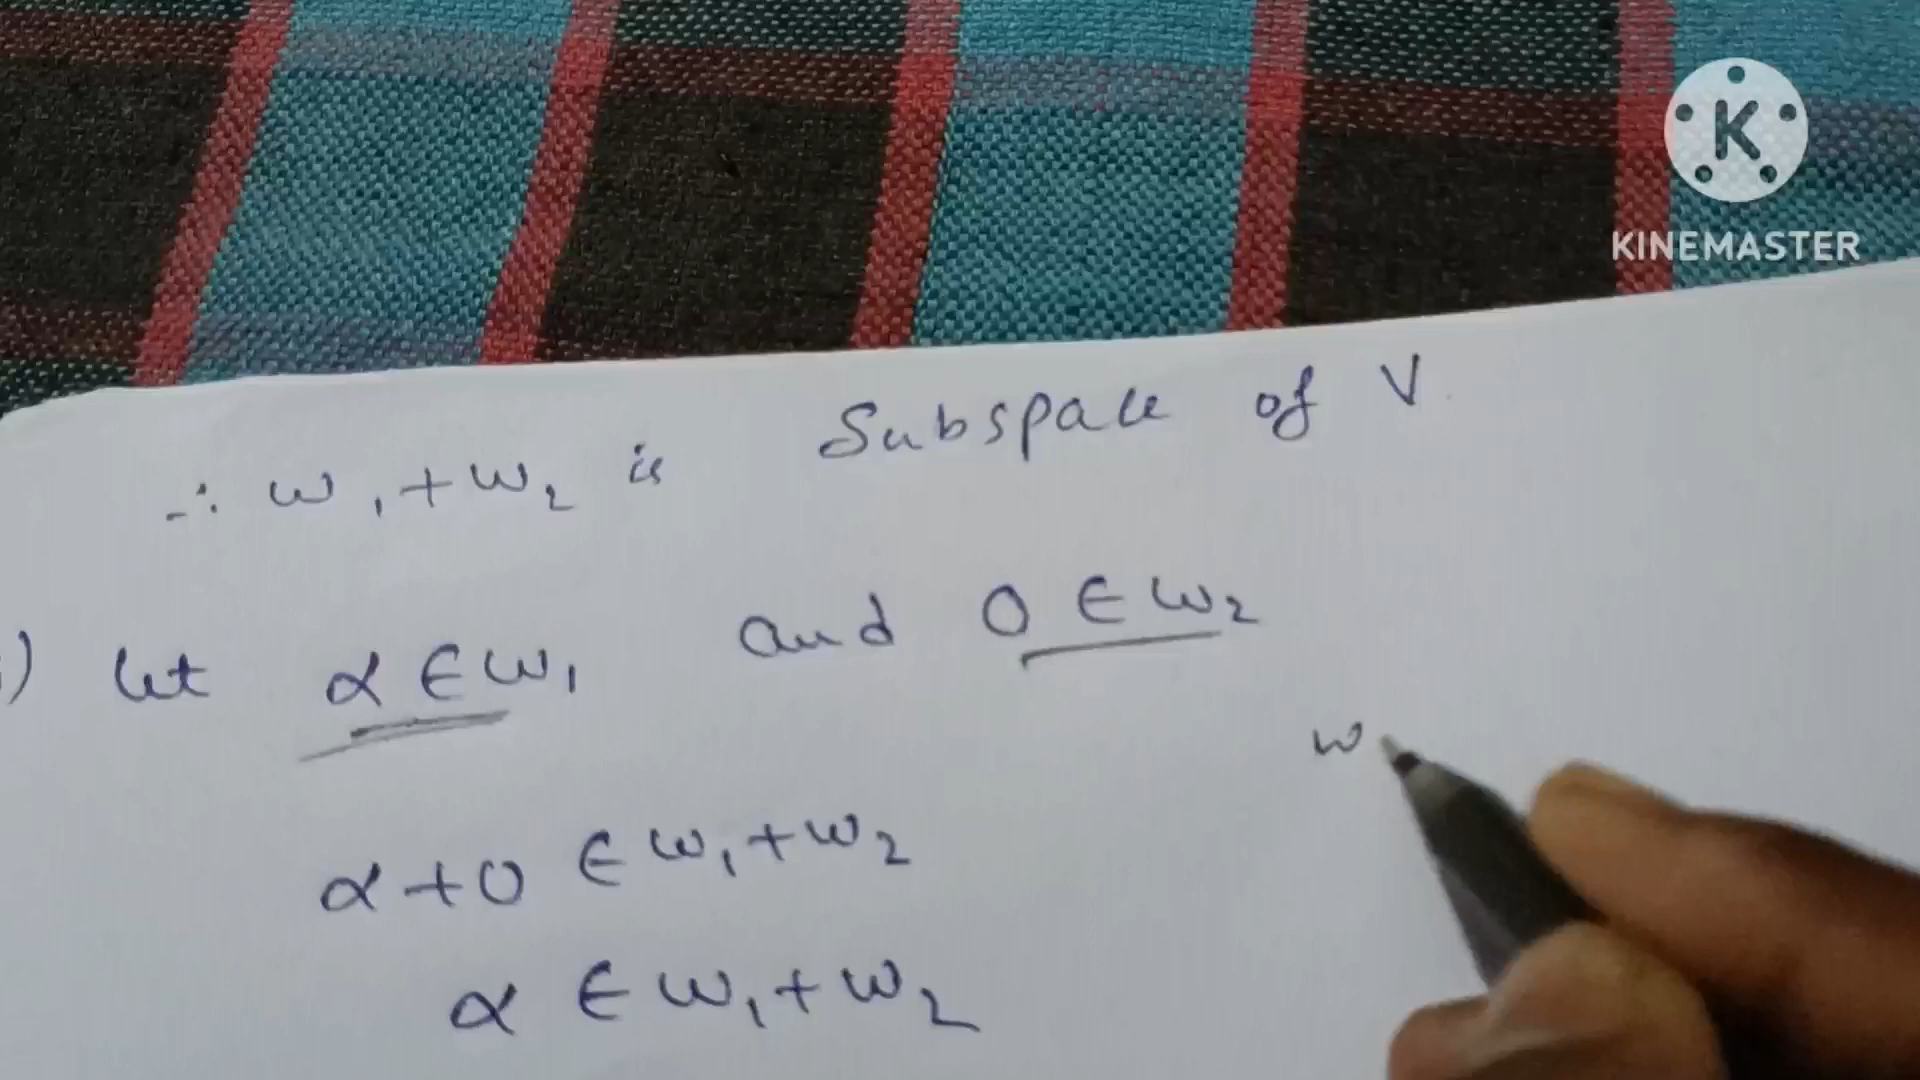 K
KINEMASTER
∴ W₁+W₂ is Subspace of V.
) let α ∈ W₁ and 0 ∈ W₂
W
α+0 ∈ W₁+W₂
α ∈ W₁+W₂